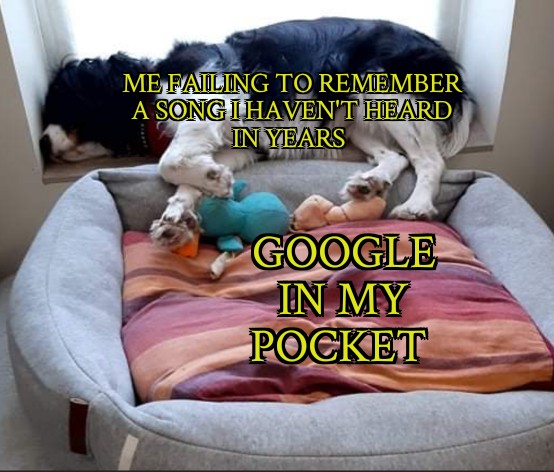 ME FAILING TO REMEMBER
A SONG I HAVEN'T HEARD
IN YEARS
GOOGLE
IN MY
POCKET